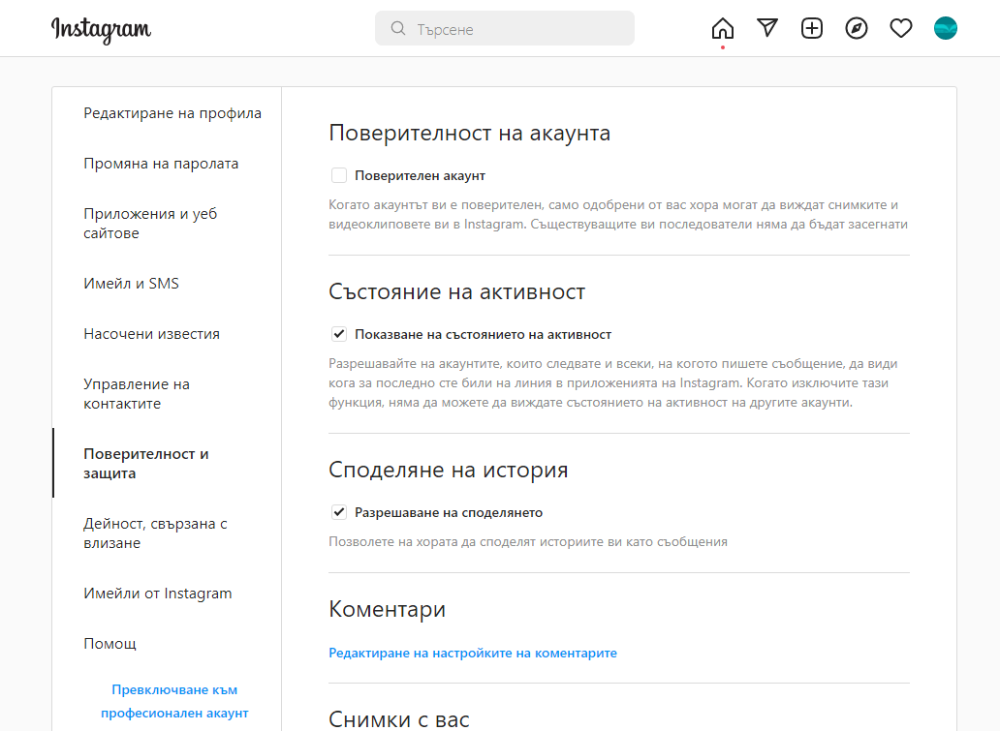 Instagram
Търсене
Редактиране на профила
Промяна на паролата
Приложения и уеб
сайтове
Имейл и SMS
Насочени известия
Управление на
контактите
Поверителност и
защита
Дейност, свързана с
влизане
Имейли от Instagram
Помощ
Превключване към
професионален акаунт
Поверителност на акаунта
Поверителен акаунт
Когато акаунтът ви е поверителен, само одобрени от вас хора могат да виждат снимките и
видеоклиповете ви в Instagram. Съществуващите ви последователи няма да бъдат засегнати
Състояние на активност
Показване на състоянието на активност
Разрешавайте на акаунтите, които следвате и всеки, на когото пишете съобщение, да види
кога за последно сте били на линия в приложенията на Instagram. Когато изключите тази
функция, няма да можете да виждате състоянието на активност на другите акаунти.
Споделяне на история
Разрешаване на споделянето
Позволете на хората да споделят историите ви като съобщения
Коментари
Редактиране на настройките на коментарите
Снимки с вас